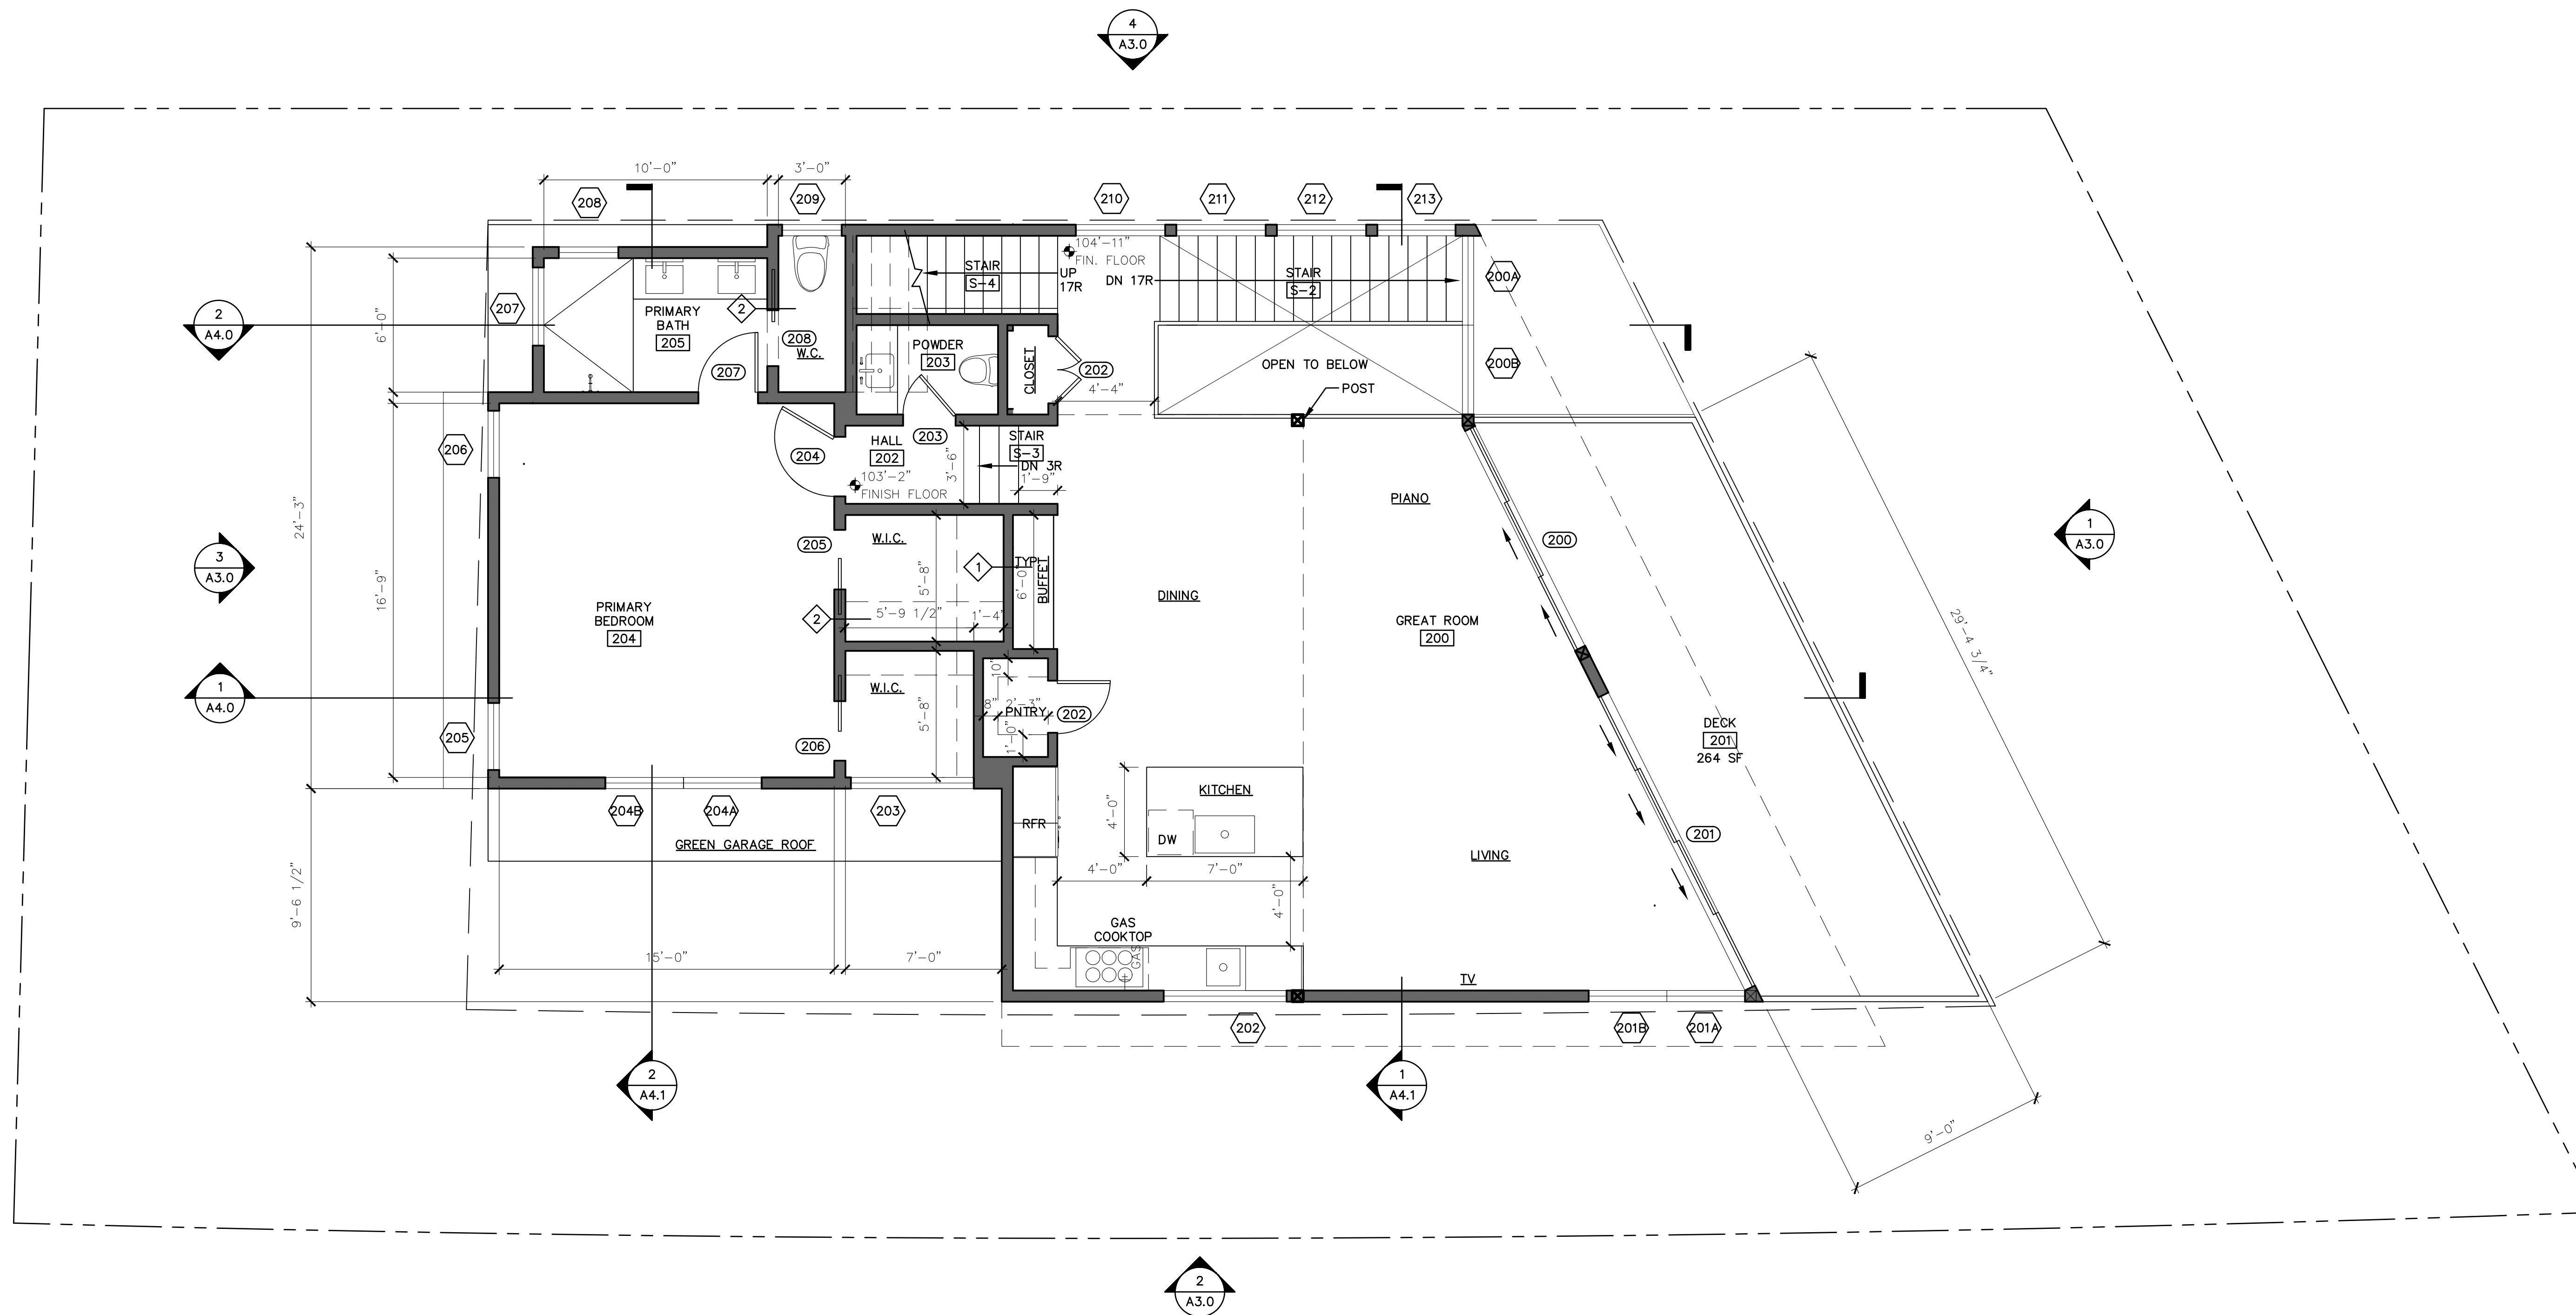 4
A3.0
10'-0"
3'-0"
208
209
210
211
212
213
104'-11"
FIN. FLOOR
STAIR
S-4
UP
17R
DN 17R
STAIR
S-2
200A
207
2
A4.0
6'-0"
PRIMARY
BATH
205
2
208
W.C.
207
POWDER
203
CLOSET
202
4'-4"
OPEN TO BELOW
POST
200B
206
204
HALL
202
203
3'-6"
STAIR
S-3
DN 3R
1'-9"
103'-2"
FINISH FLOOR
24'-3"
16'-9"
PIANO
200
1
A3.0
3
A3.0
205
W.I.C.
5'-8"
1
TYP.
6'-0"
BUFFET
5'-9 1/2"
1'-4"
2
PRIMARY
BEDROOM
204
DINING
GREAT ROOM
200
29'-4 3/4"
1
A4.0
W.I.C.
5'-8"
10"
8"
2'-3"
PNTRY
202
1'-0"
205
206
DECK
201
264 SF
204B
204A
203
GREEN GARAGE ROOF
RFR
4'-0"
KITCHEN
DW
4'-0"
7'-0"
4'-0"
LIVING
201
9'-6 1/2"
15'-0"
7'-0"
GAS
COOKTOP
GAS
TV
202
201B
201A
2
A4.1
1
A4.1
9'-0"
2
A3.0